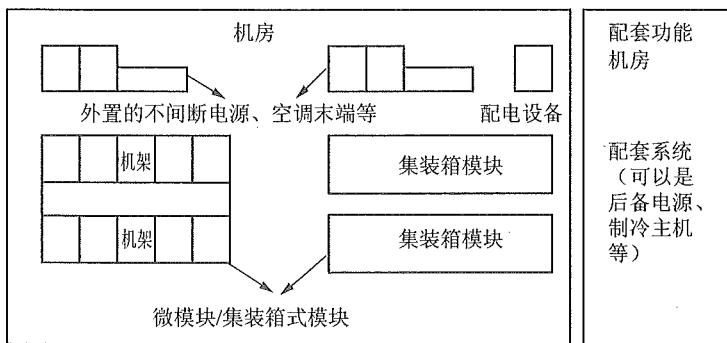 机房
外置的不间断电源、空调末端等
配电设备
机架
集装箱模块
机架
集装箱模块
微模块/集装箱式模块
配套功能
机房
配套系统
（可以是
后备电源、
制冷主机
等）